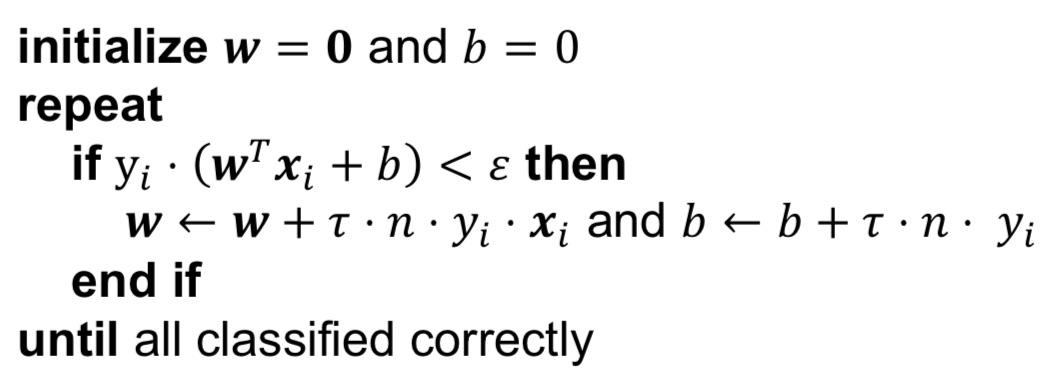 initialize w = 0 and b = 0
repeat
if yᵢ · (wᵀxᵢ + b) < ε then
w ← w + τ · n · yᵢ · xᵢ and b ← b + τ · n · yᵢ
end if
until all classified correctly